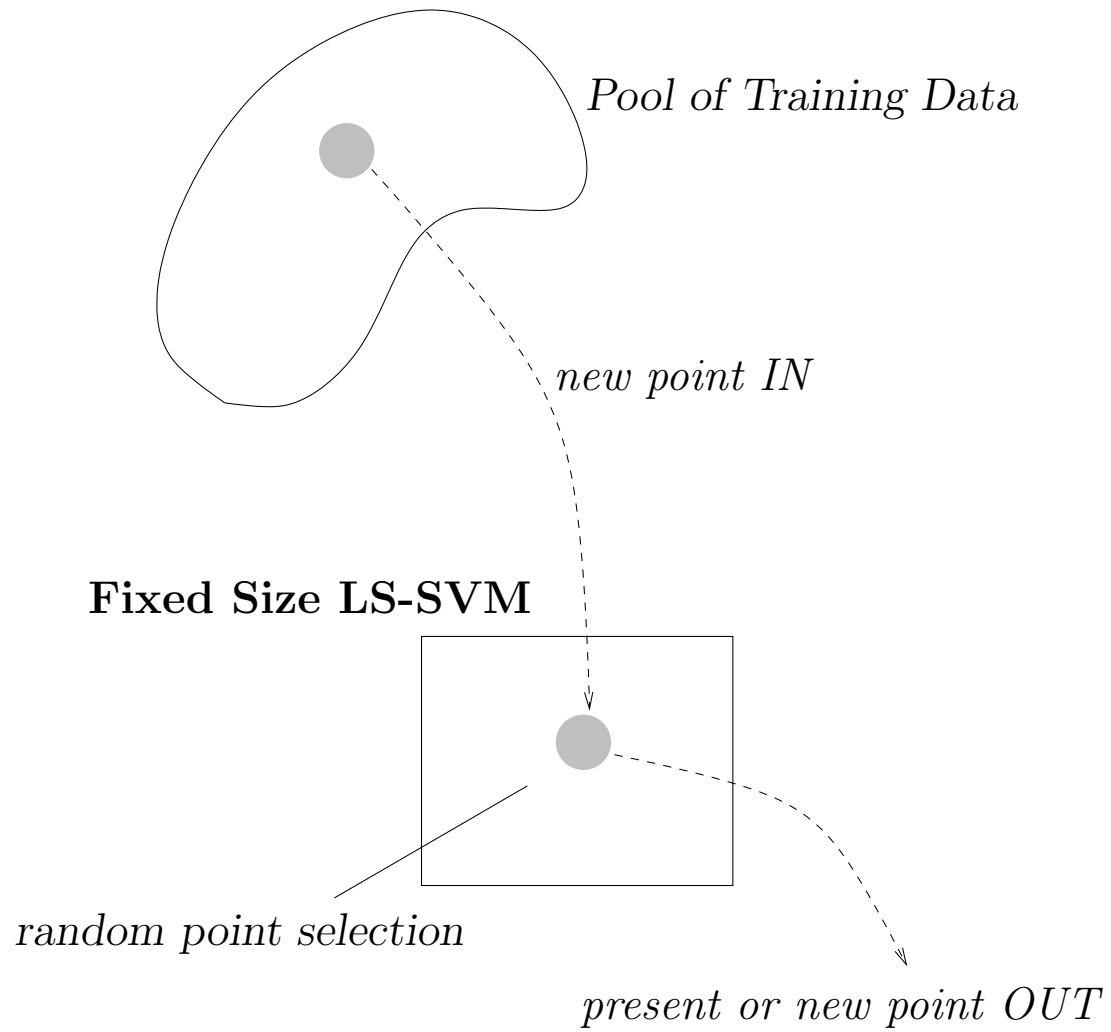 Pool of Training Data
new point IN
Fixed Size LS-SVM
random point selection
present or new point OUT